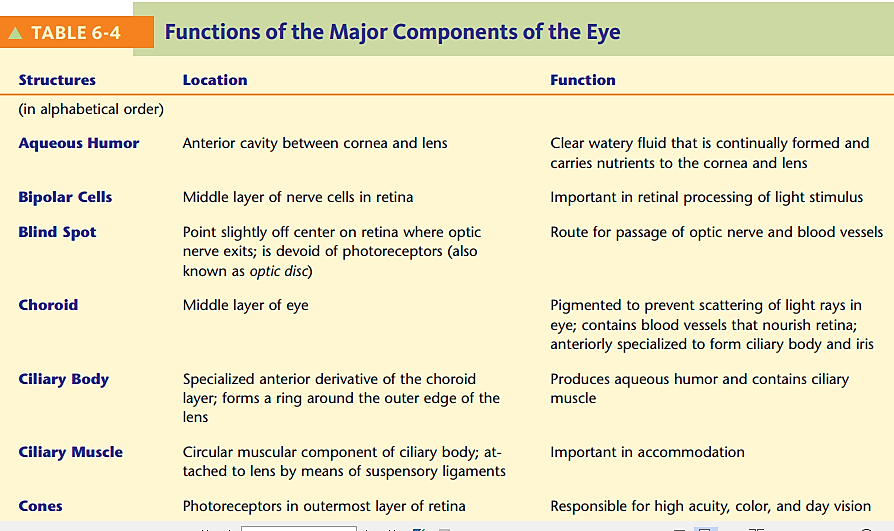 ▲ TABLE 6-4 Functions of the Major Components of the Eye
Structures Location Function
(in alphabetical order)
Aqueous Humor Anterior cavity between cornea and lens Clear watery fluid that is continually formed and
carries nutrients to the cornea and lens
Bipolar Cells Middle layer of nerve cells in retina Important in retinal processing of light stimulus
Blind Spot Point slightly off center on retina where optic Route for passage of optic nerve and blood vessels
nerve exits; is devoid of photoreceptors (also
known as optic disc)
Choroid Middle layer of eye Pigmented to prevent scattering of light rays in
eye; contains blood vessels that nourish retina;
anteriorly specialized to form ciliary body and iris
Ciliary Body Specialized anterior derivative of the choroid Produces aqueous humor and contains ciliary
layer; forms a ring around the outer edge of the muscle
lens
Ciliary Muscle Circular muscular component of ciliary body; at- Important in accommodation
tached to lens by means of suspensory ligaments
Cones Photoreceptors in outermost layer of retina Responsible for high acuity, color, and day vision